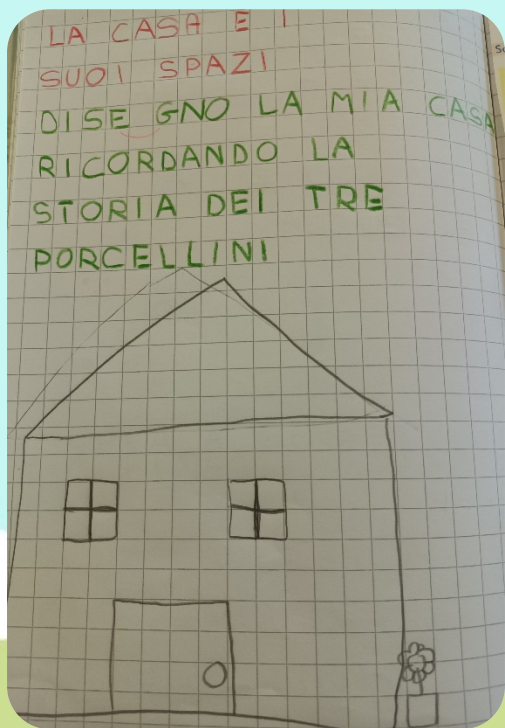 LA CASA E I
SUOI SPAZI
DISEGNO LA MIA CASA
RICORDANDO LA
STORIA DEI TRE
PORCELLINI